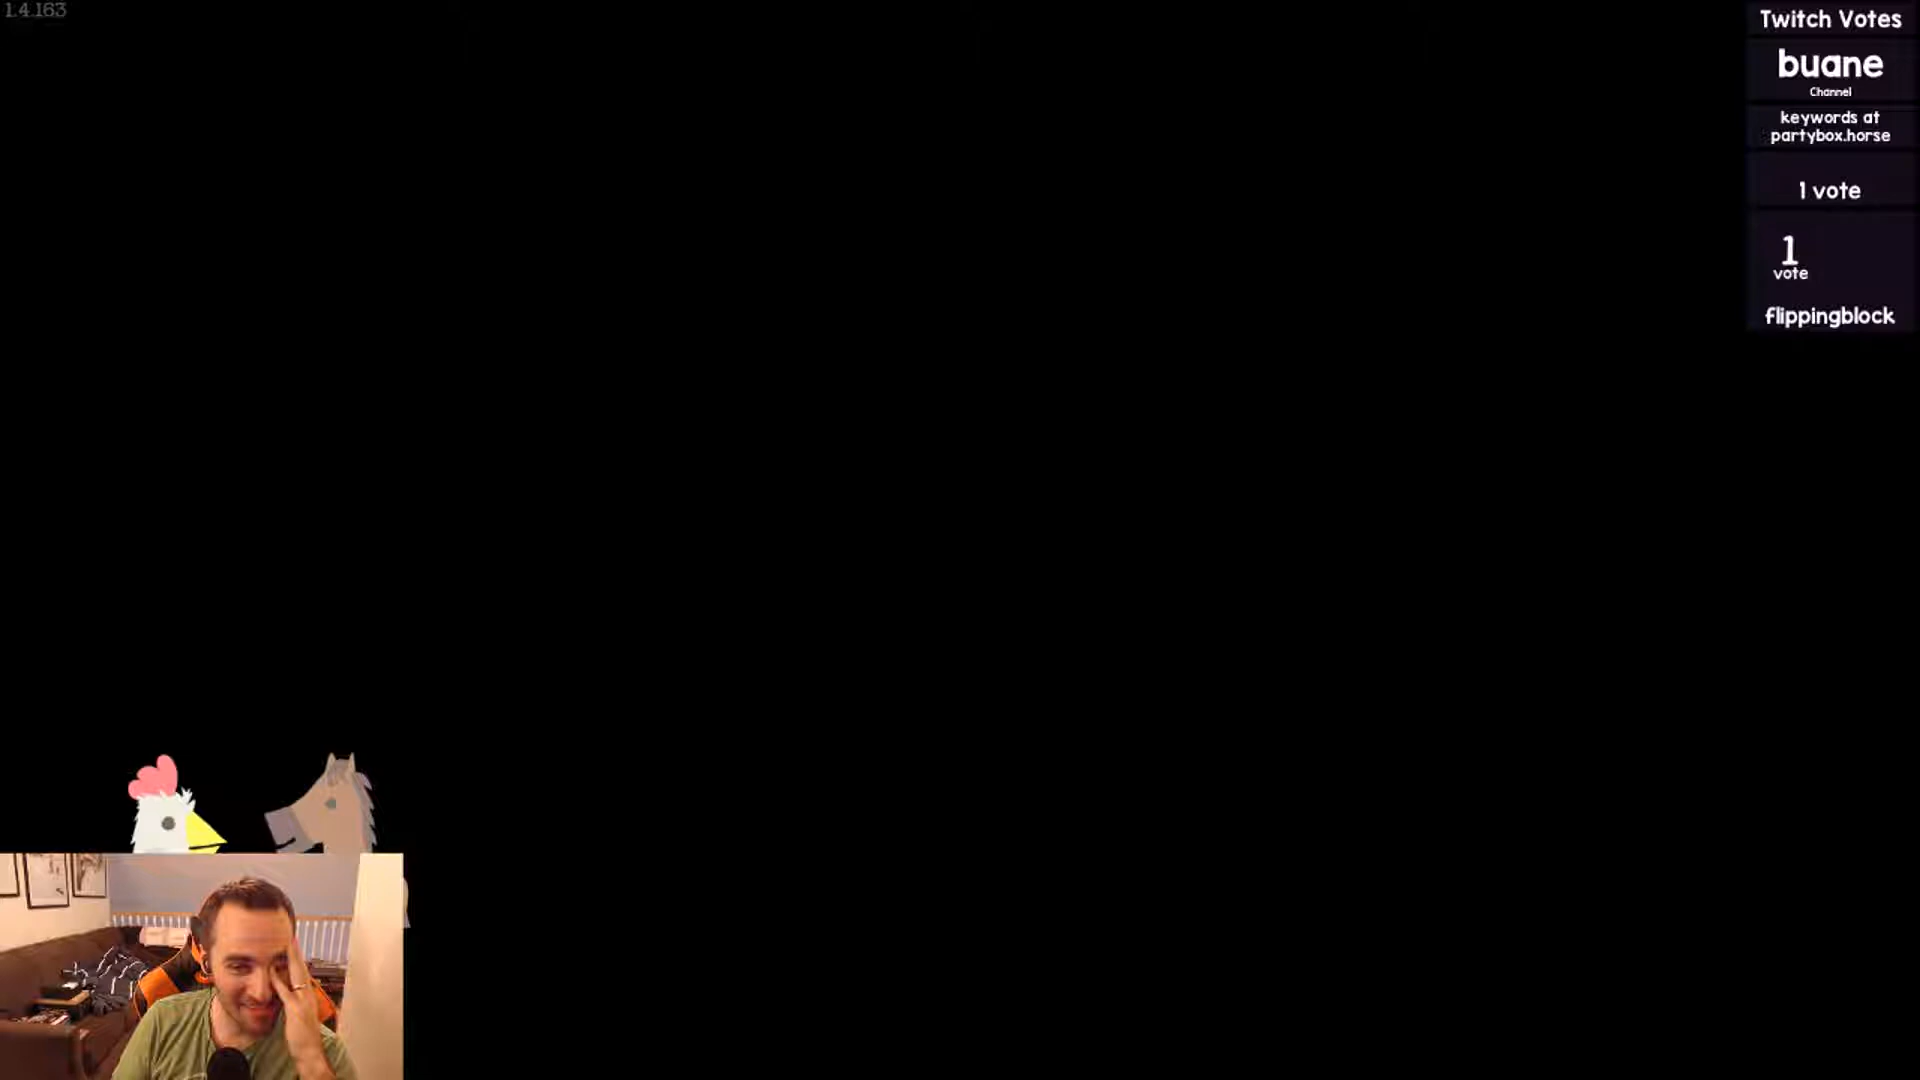 1.4.163
Twitch Votes
buane
Channel
keywords at
partybox.horse
1 vote
1
vote
flippingblock